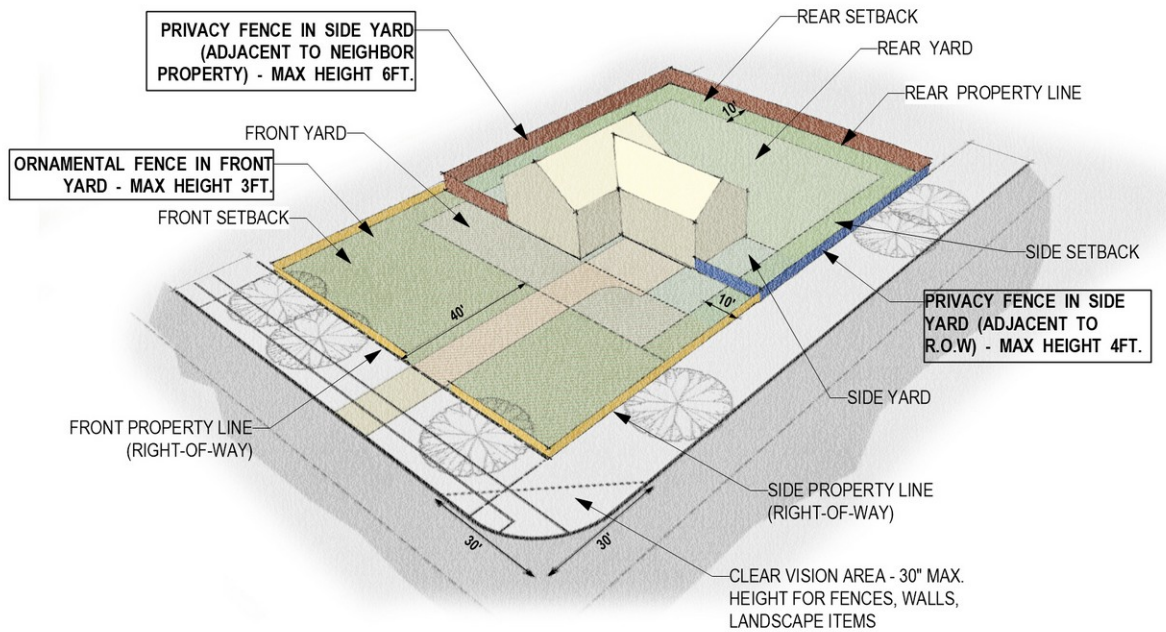 REAR SETBACK
PRIVACY FENCE IN SIDE YARD
(ADJACENT TO NEIGHBOR
PROPERTY) - MAX HEIGHT 6FT.
REAR YARD
REAR PROPERTY LINE
10'
FRONT YARD
ORNAMENTAL FENCE IN FRONT
YARD - MAX HEIGHT 3FT.
FRONT SETBACK
SIDE SETBACK
PRIVACY FENCE IN SIDE
YARD (ADJACENT TO
R.O.W) - MAX HEIGHT 4FT.
40'
10'
SIDE YARD
FRONT PROPERTY LINE
(RIGHT-OF-WAY)
SIDE PROPERTY LINE
(RIGHT-OF-WAY)
30'
30'
CLEAR VISION AREA - 30" MAX.
HEIGHT FOR FENCES, WALLS,
LANDSCAPE ITEMS